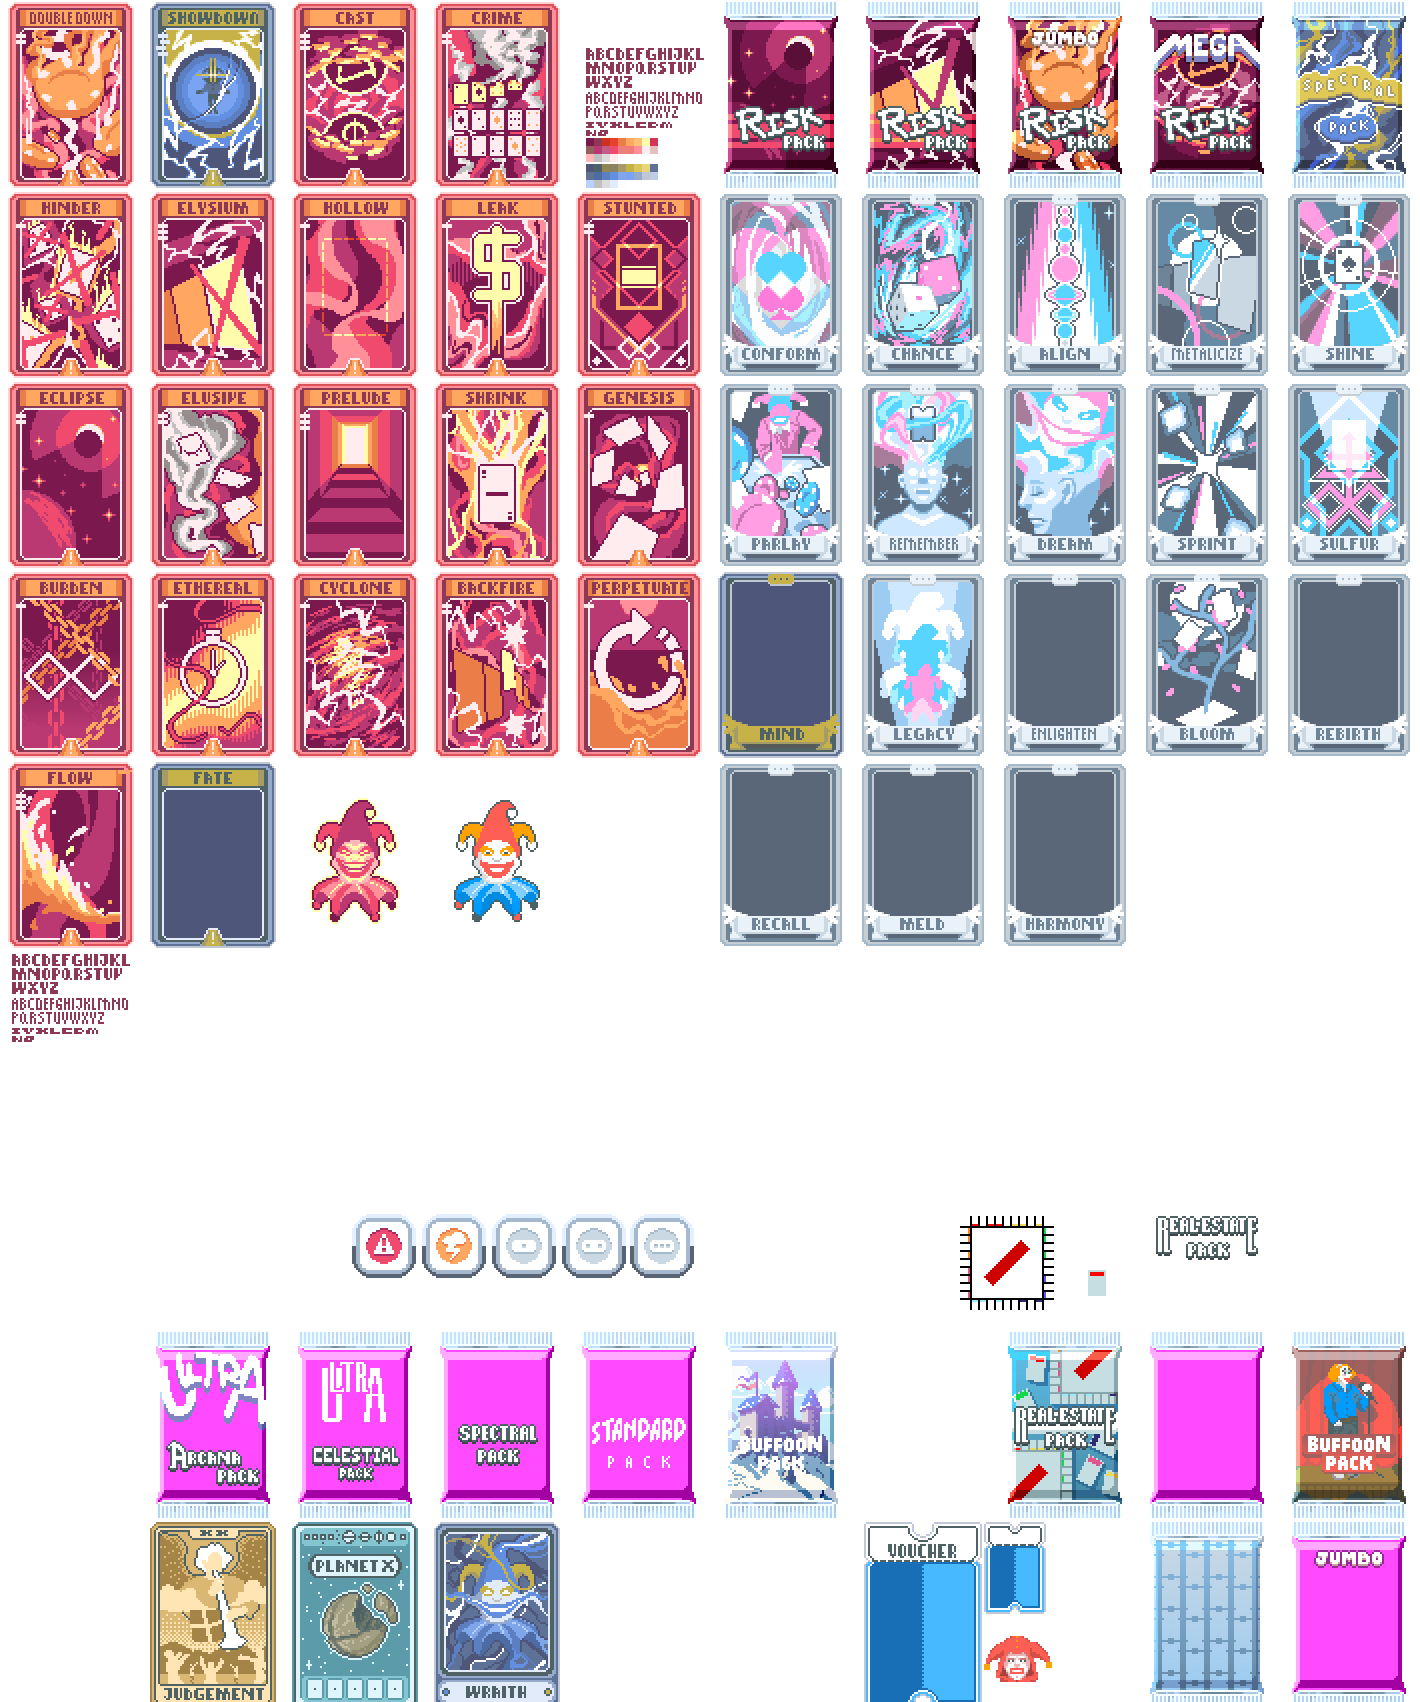 DOUBLE DOWN
SHOWDOWN
CAST
CRIME
ABCDEFGHIJKL
MNOPQRSTUV
WXYZ
ABCDEFGHIJKLMNO
PQRSTUVWXYZ
RISK
PACK
RISK
PACK
JUMBO
RISK
PACK
MEGA
RISK
PACK
SPECTRAL
PACK
HINDER
ELYSIUM
HOLLOW
LEAK
$
STUNTED
CONFORM
CHANCE
ALIGN
METALICIZE
SHINE
ECLIPSE
ELUSIVE
PRELUDE
SHRINK
GENESIS
PARLAY
REMEMBER
DREAM
SPRINT
SULFUR
BURDEN
ETHEREAL
CYCLONE
BACKFIRE
PERPETUATE
MIND
LEGACY
ENLIGHTEN
BLOOM
REBIRTH
FLOW
FATE
RECALL
MELD
HARMONY
ABCDEFGHIJKL
MNOPQRSTUV
WXYZ
ABCDEFGHIJKLMNO
PQRSTUVWXYZ
REAL-ESTATE
PACK
ULTRA
ARCANA
PACK
ULTRA
CELESTIAL
PACK
SPECTRAL
PACK
STANDARD
PACK
BUFFOON
PACK
REAL-ESTATE
PACK
BUFFOON
PACK
XX
JUDGEMENT
PLANET X
WRAITH
VOUCHER
JUMBO